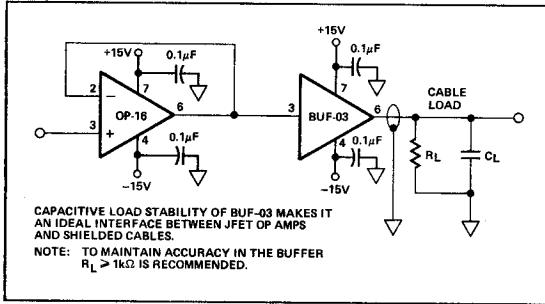 +15V
0.1µF
+15V
0.1µF
2
−
7
OP-16
6
3
+
4
0.1µF
−15V
3
7
BUF-03
6
4
0.1µF
−15V
CABLE
LOAD
RL
CL
CAPACITIVE LOAD STABILITY OF BUF-03 MAKES IT
AN IDEAL INTERFACE BETWEEN JFET OP AMPS
AND SHIELDED CABLES.
NOTE: TO MAINTAIN ACCURACY IN THE BUFFER
RL ≥ 1kΩ IS RECOMMENDED.